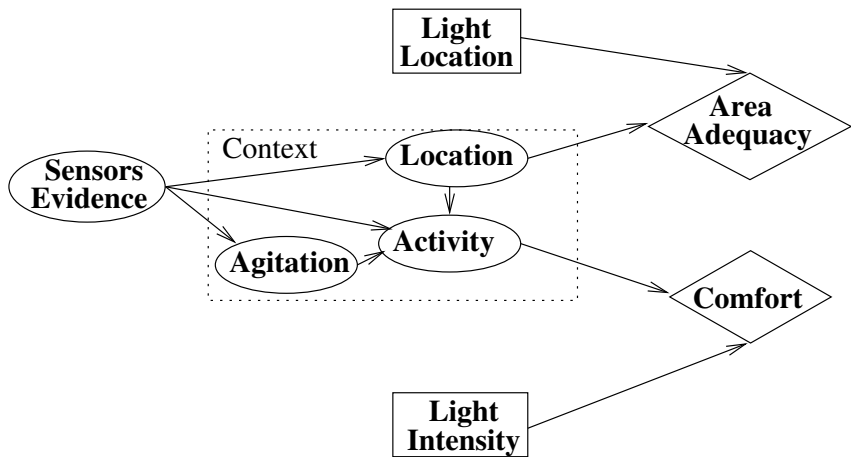 Light
Location
Area
Adequacy
Context
Location
Sensors
Evidence
Activity
Agitation
Comfort
Light
Intensity